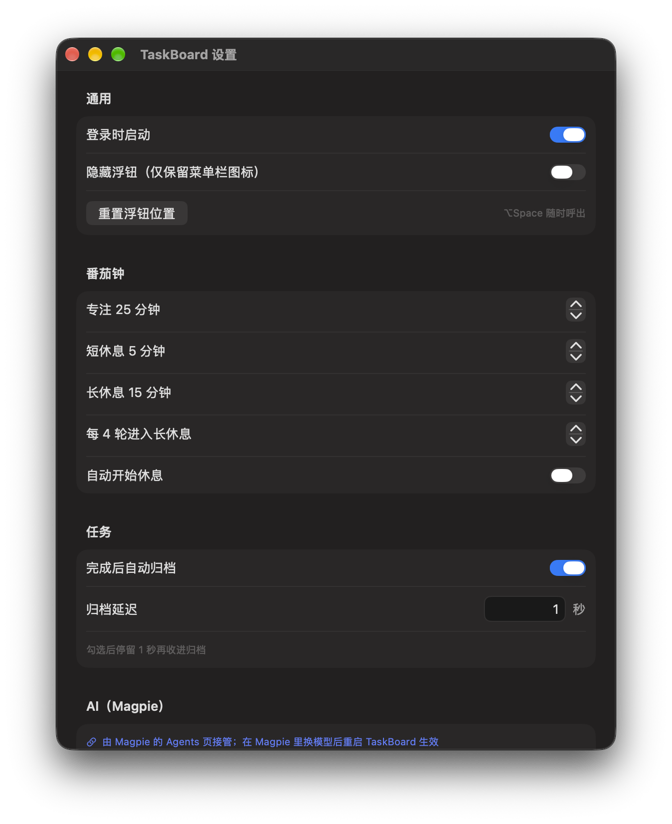 TaskBoard 设置
通用
登录时启动
隐藏浮钮（仅保留菜单栏图标）
重置浮钮位置
⌥Space 随时呼出
番茄钟
专注 25 分钟
短休息 5 分钟
长休息 15 分钟
每 4 轮进入长休息
自动开始休息
任务
完成后自动归档
归档延迟
1 秒
勾选后停留 1 秒再收进归档
AI（Magpie）
由 Magpie 的 Agents 页接管；在 Magpie 里换模型后重启 TaskBoard 生效